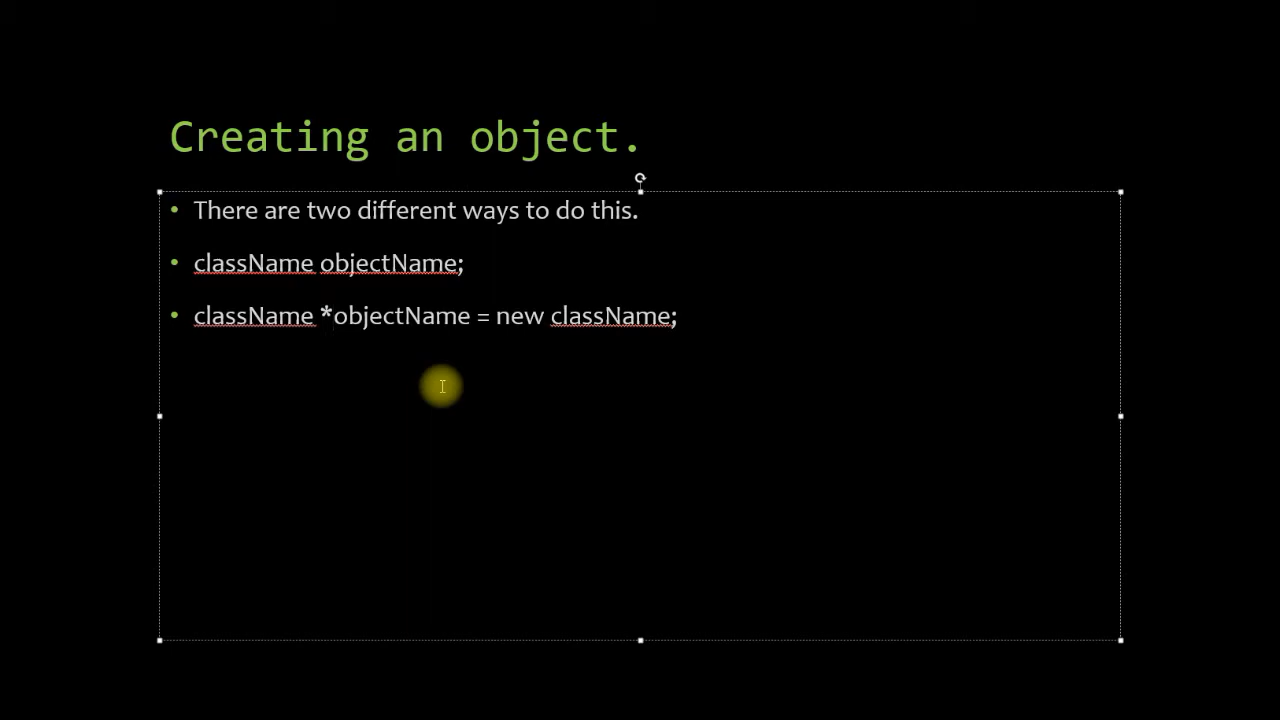 Creating an object.
• There are two different ways to do this.
• className objectName;
• className *objectName = new className;